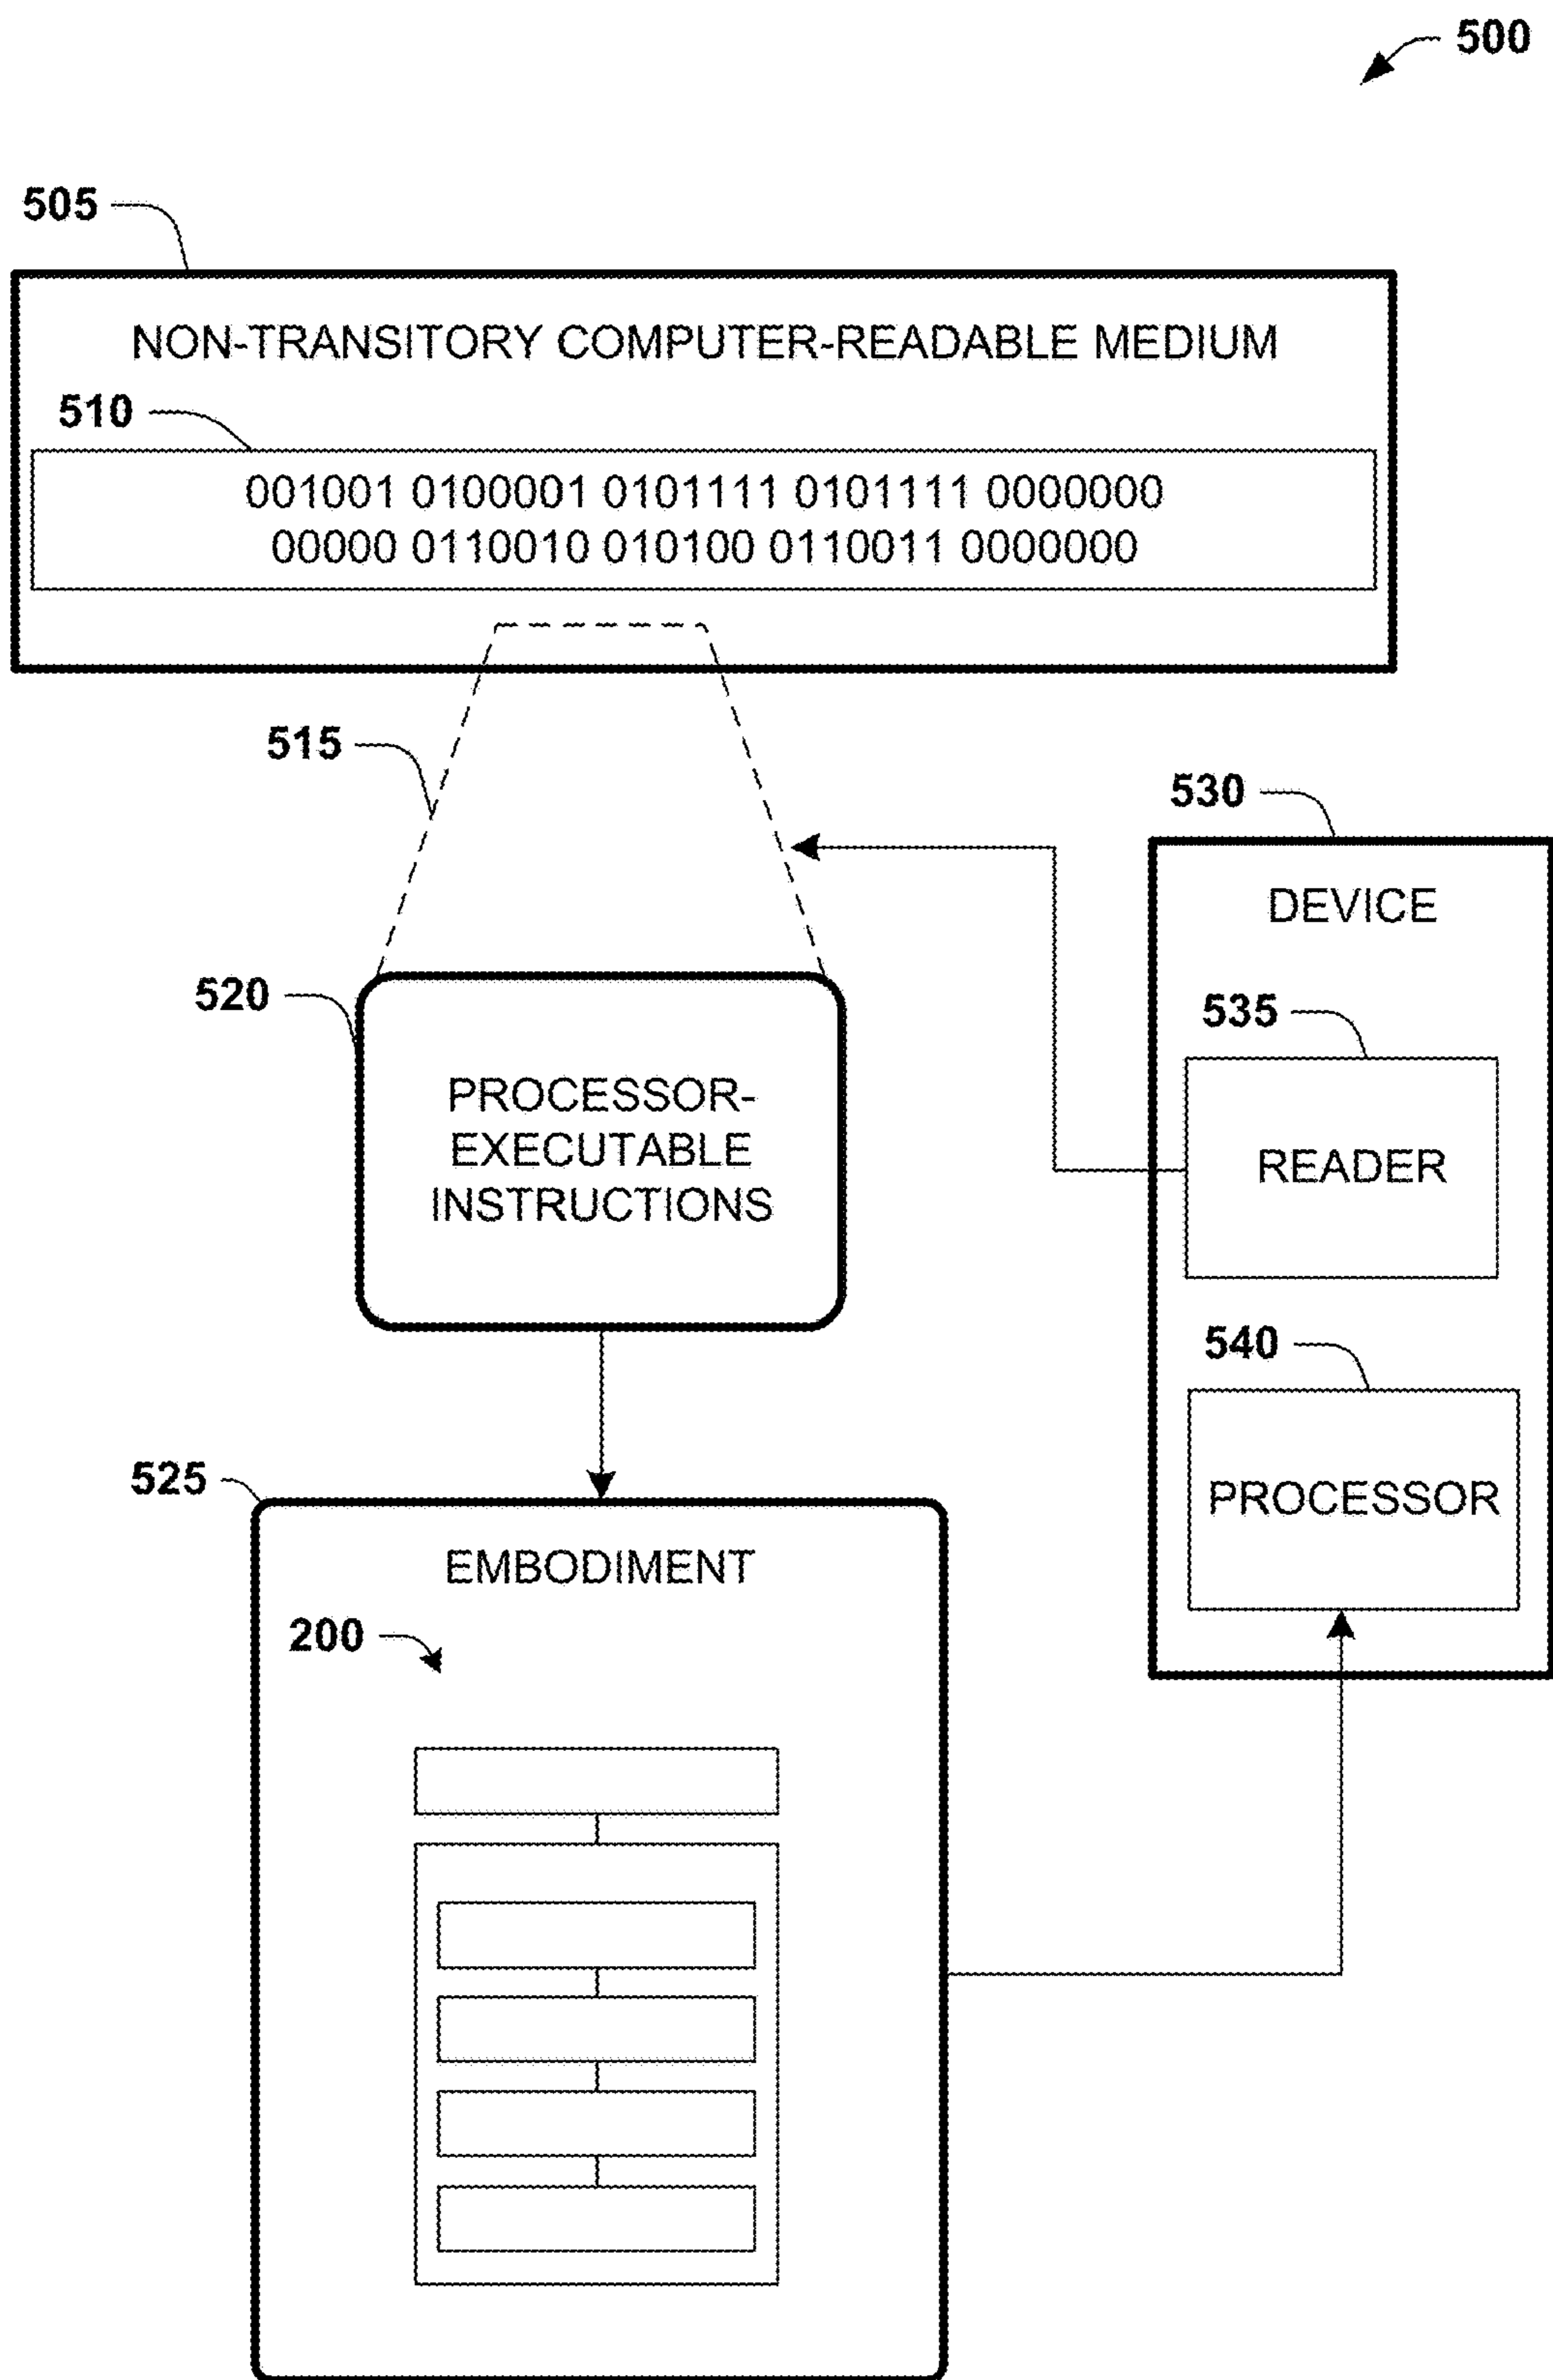 500
505
NON-TRANSITORY COMPUTER-READABLE MEDIUM
510
001001 0100001 0101111 0101111 0000000
00000 0110010 010100 0110011 0000000
515
530
DEVICE
520
535
PROCESSOR-
EXECUTABLE
INSTRUCTIONS
READER
540
525
PROCESSOR
EMBODIMENT
200